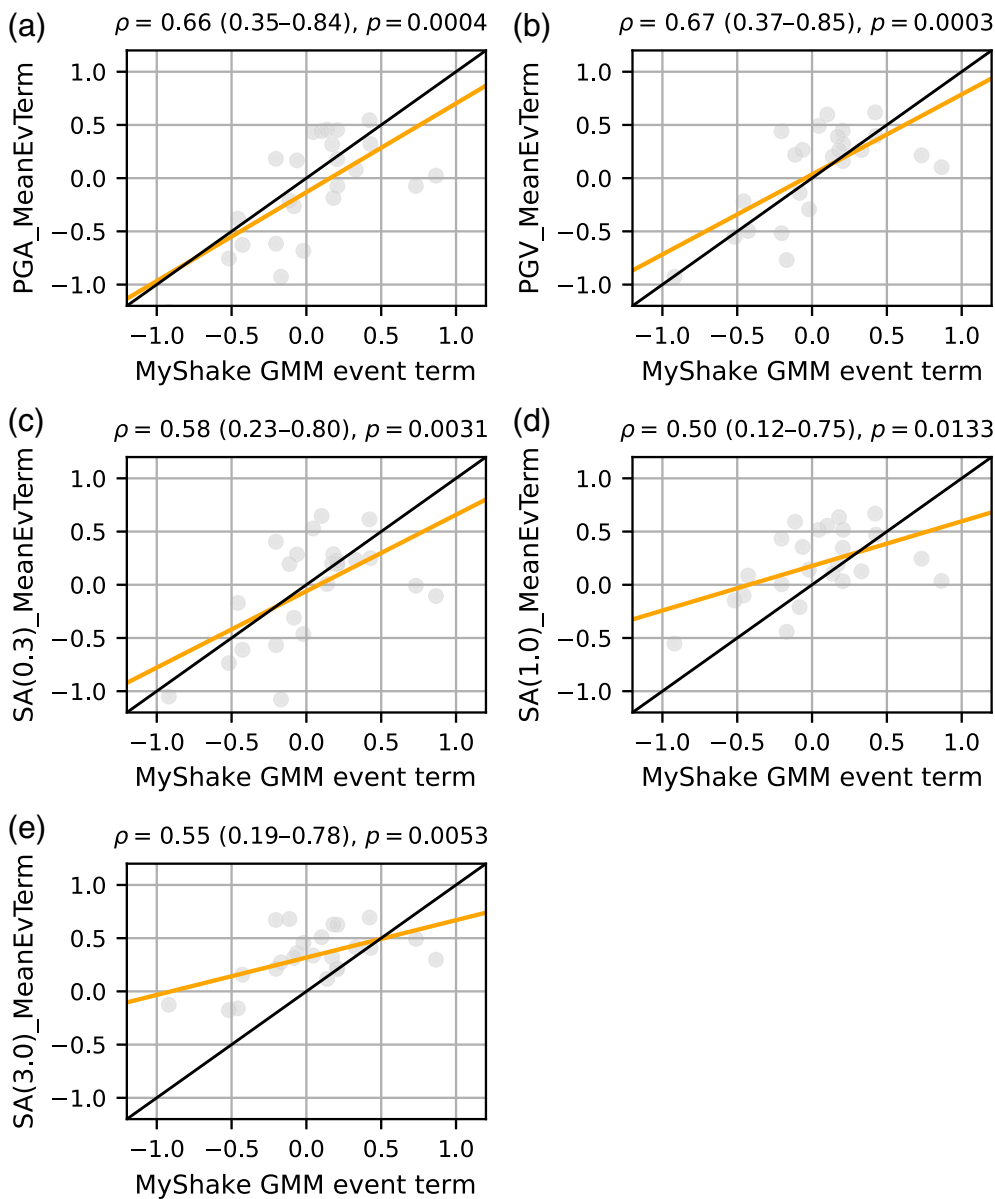 (a)
ρ = 0.66 (0.35–0.84), p = 0.0004
PGA_MeanEvTerm
1.0
0.5
0.0
−0.5
−1.0
−1.0 −0.5 0.0 0.5 1.0
MyShake GMM event term
(b)
ρ = 0.67 (0.37–0.85), p = 0.0003
PGV_MeanEvTerm
1.0
0.5
0.0
−0.5
−1.0
−1.0 −0.5 0.0 0.5 1.0
MyShake GMM event term
(c)
ρ = 0.58 (0.23–0.80), p = 0.0031
SA(0.3)_MeanEvTerm
1.0
0.5
0.0
−0.5
−1.0
−1.0 −0.5 0.0 0.5 1.0
MyShake GMM event term
(d)
ρ = 0.50 (0.12–0.75), p = 0.0133
SA(1.0)_MeanEvTerm
1.0
0.5
0.0
−0.5
−1.0
−1.0 −0.5 0.0 0.5 1.0
MyShake GMM event term
(e)
ρ = 0.55 (0.19–0.78), p = 0.0053
SA(3.0)_MeanEvTerm
1.0
0.5
0.0
−0.5
−1.0
−1.0 −0.5 0.0 0.5 1.0
MyShake GMM event term